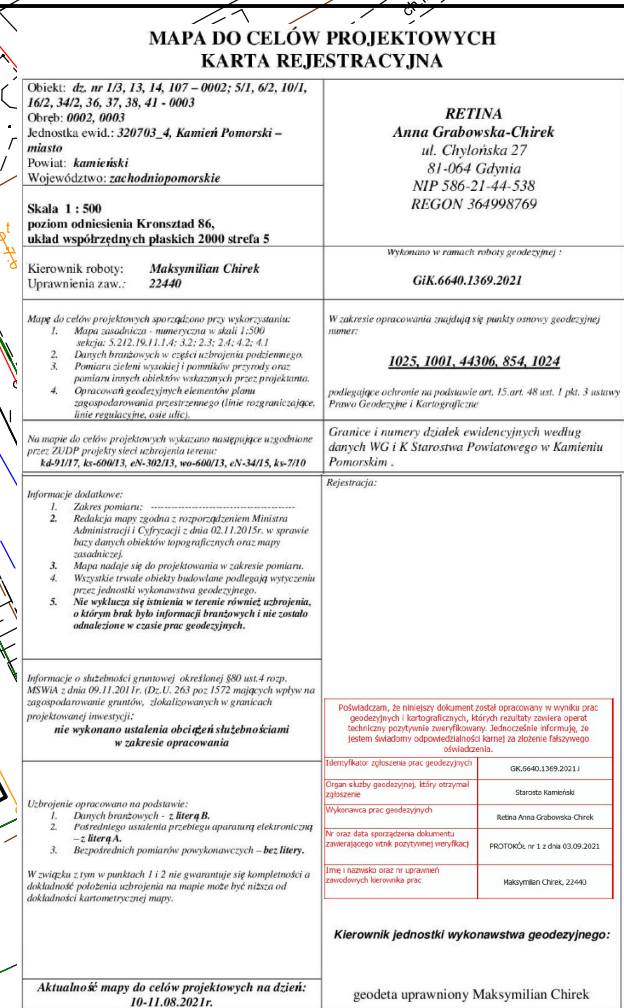 MAPA DO CELÓW PROJEKTOWYCH
KARTA REJESTRACYJNA
Obiekt: dz. nr 1/3, 13, 14, 107 – 0002; 5/1, 6/2, 10/1,
16/2, 34/2, 36, 37, 38, 41 - 0003
Obręb: 0002, 0003
Jednostka ewid.: 320703_4, Kamień Pomorski –
miasto
Powiat: kamieński
Województwo: zachodniopomorskie
RETINA
Anna Grabowska-Chirek
ul. Chylońska 27
81-064 Gdynia
NIP 586-21-44-538
REGON 364998769
Skala 1 : 500
poziom odniesienia Kronsztad 86,
układ współrzędnych płaskich 2000 strefa 5
Kierownik roboty: Maksymilian Chirek
Uprawnienia zaw.: 22440
Wykonano w ramach roboty geodezyjnej :
GiK.6640.1369.2021
Mapę do celów projektowych sporządzono przy wykorzystaniu:
1. Mapa zasadnicza - numeryczna w skali 1:500
sekcja: 5.212.19.11.1.4; 3.2; 2.3; 2.4; 4.2; 4.1
2. Danych branżowych w części uzbrojenia podziemnego.
3. Pomiaru zieleni wysokiej i pomników przyrody oraz
pomiaru innych obiektów wskazanych przez projektanta.
4. Opracowań geodezyjnych elementów planu
zagospodarowania przestrzennego (linie rozgraniczające,
linie regulacyjne, osie ulic).
W zakresie opracowania znajdują się punkty osnowy geodezyjnej
numer:
1025, 1001, 44306, 854, 1024
podlegające ochronie na podstawie art. 15.art. 48 ust. 1 pkt. 3 ustawy
Prawo Geodezyjne i Kartograficzne
Na mapie do celów projektowych wykazano następujące uzgodnione
przez ZUDP projekty sieci uzbrojenia terenu:
kd-91/17, ks-600/13, eN-302/13, wo-600/13, eN-34/15, ks-7/10
Granice i numery działek ewidencyjnych według
danych WG i K Starostwa Powiatowego w Kamieniu
Pomorskim .
Informacje dodatkowe:
1. Zakres pomiaru: ------------------------------------------
2. Redakcja mapy zgodna z rozporządzeniem Ministra
Administracji i Cyfryzacji z dnia 02.11.2015r. w sprawie
bazy danych obiektów topograficznych oraz mapy
zasadniczej.
3. Mapa nadaje się do projektowania w zakresie pomiaru.
4. Wszystkie trwałe obiekty budowlane podlegają wytyczeniu
przez jednostki wykonawstwa geodezyjnego.
5. Nie wyklucza się istnienia w terenie również uzbrojenia,
o którym brak było informacji branżowych i nie zostało
odnalezione w czasie prac geodezyjnych.
Rejestracja:
Informacje o służebności gruntowej określonej §80 ust.4 rozp.
MSWiA z dnia 09.11.2011r. (Dz.U. 263 poz 1572 mających wpływ na
zagospodarowanie gruntów, zlokalizowanych w granicach
projektowanej inwestycji:
nie wykonano ustalenia obciążeń służebnościami
w zakresie opracowania
Poświadczam, że niniejszy dokument został opracowany w wyniku prac
geodezyjnych i kartograficznych, których rezultaty zawiera operat
techniczny pozytywnie zweryfikowany. Jednocześnie informuję, że
jestem świadomy odpowiedzialności karnej za złożenie fałszywego
oświadczenia.
Identyfikator zgłoszenia prac geodezyjnych
GK.6640.1369.2021.i
Organ służby geodezyjnej, który otrzymał
zgłoszenie
Starosta Kamieński
Wykonawca prac geodezyjnych
Retina Anna Grabowska-Chirek
Nr oraz data sporządzenia dokumentu
zawierającego wtnik pozytywnej weryfikacji
PROTOKÓŁ nr 1 z dnia 03.09.2021
Imię i nazwisko oraz nr uprawnień
zawodowych kierownika prac
Maksymilian Chirek, 22440
Uzbrojenie opracowano na podstawie:
1. Danych branżowych - z literą B.
2. Pośredniego ustalenia przebiegu aparaturą elektroniczną
– z literą A.
3. Bezpośrednich pomiarów powykonawczych – bez litery.
W związku z tym w punktach 1 i 2 nie gwarantuje się kompletności a
dokładność położenia uzbrojenia na mapie może być niższa od
dokładności kartometrycznej mapy.
Kierownik jednostki wykonawstwa geodezyjnego:
geodeta uprawniony Maksymilian Chirek
Aktualność mapy do celów projektowych na dzień:
10-11.08.2021r.